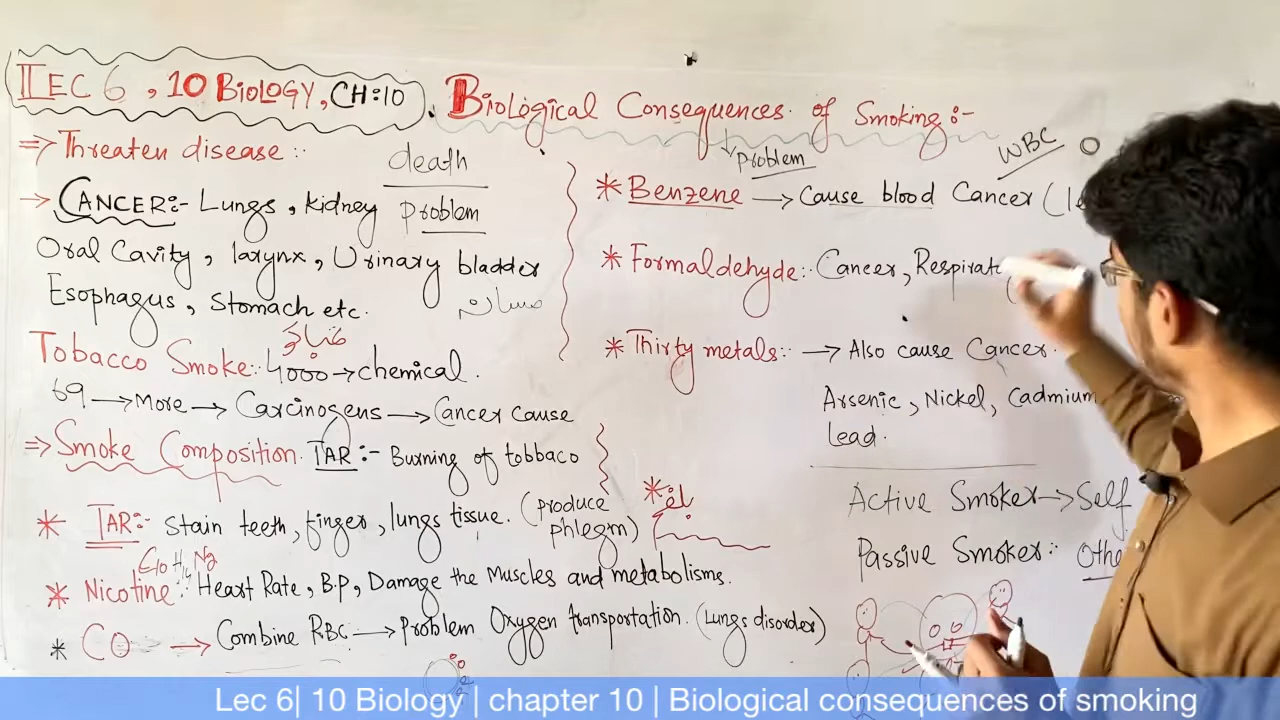 LEC 6, 10 BIOLOGY, CH:10. Biological Consequences of Smoking:-
problem
WBC
⇒ Threaten disease:-
death
problem
→ CANCER:- Lungs, kidney
Oral Cavity, larynx, Urinary bladder
Esophagus, Stomach etc.
مسانہ
Tobacco Smoke:- 4000 → chemical.
69 → More → Carcinogens → Cancer cause
⇒ Smoke Composition. TAR:- Burning of tobbaco
* TAR:- Stain teeth, finger, lungs tissue. (produce phlegm)
* بلغم
C10 H14 N2
* Nicotine:- Heart Rate, B.P, Damage the Muscles and metabolisms.
* CO → Combine RBC → Problem Oxygen transportation. (Lungs disorder)
* Benzene → Cause blood Cancer (le
* Formaldehyde:- Cancer, Respirat
* Thirty metals:- → Also cause Cancer.
Arsenic, Nickel, Cadmium
Lead.
Active Smoker → Self
Passive Smoker:- Othe
Lec 6| 10 Biology | chapter 10 | Biological consequences of smoking